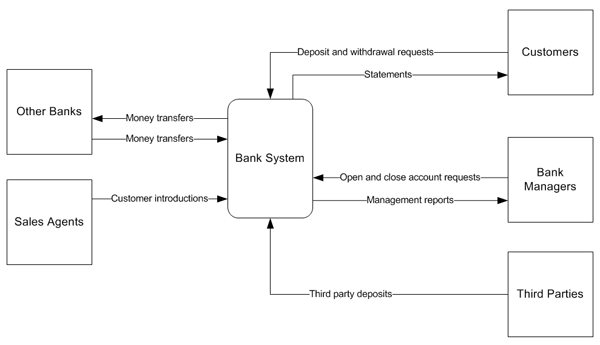 Deposit and withdrawal requests
Customers
Statements
Other Banks
Money transfers
Money transfers
Bank System
Open and close account requests
Bank
Managers
Management reports
Customer introductions
Sales Agents
Third party deposits
Third Parties